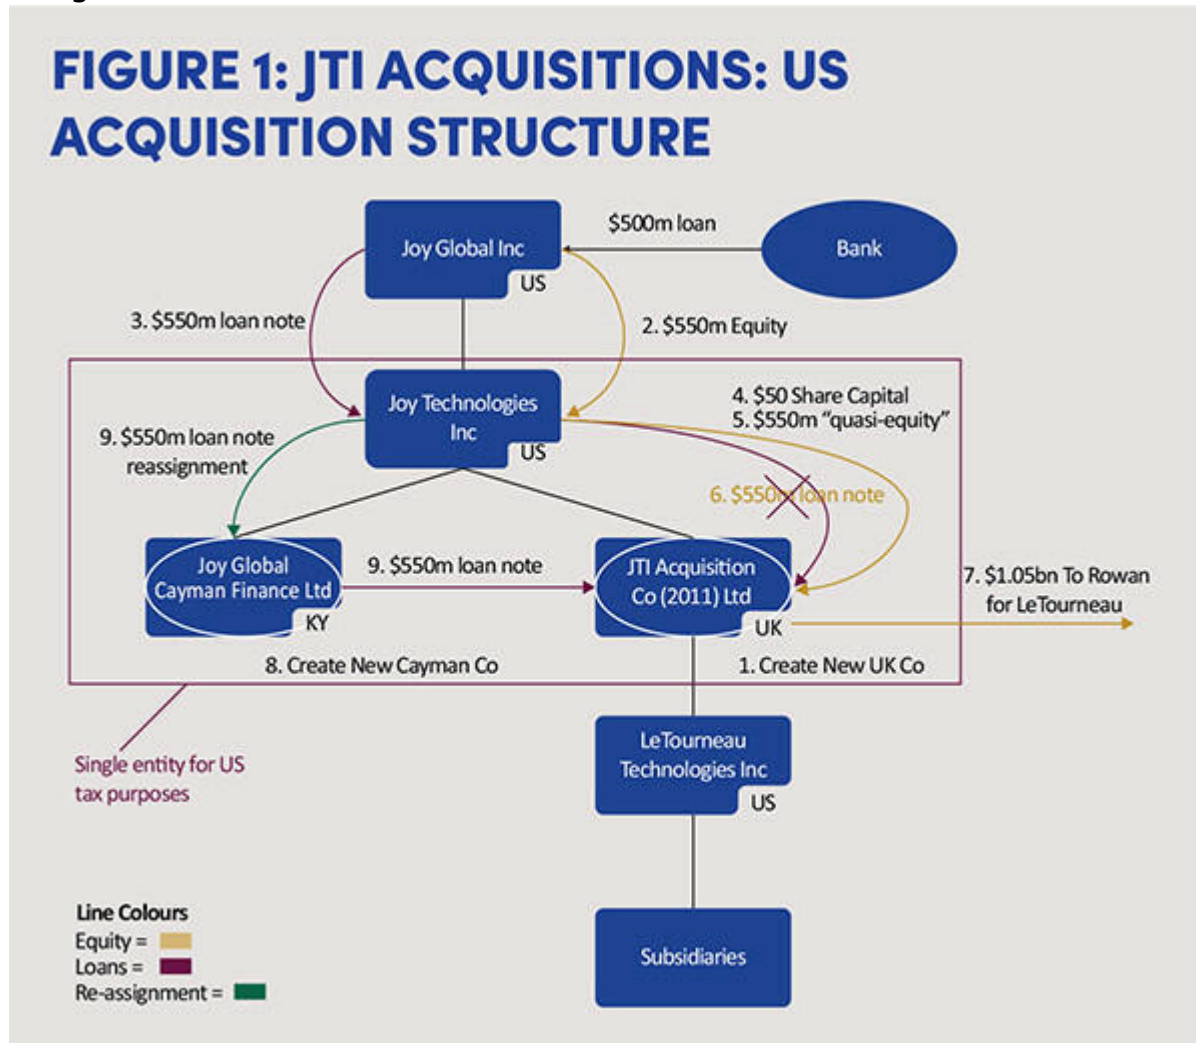 FIGURE 1: JTI ACQUISITIONS: US
ACQUISITION STRUCTURE
$500m loan
Joy Global Inc
US
Bank
3. $550m loan note
2. $550m Equity
Joy Technologies
Inc
US
4. $50 Share Capital
5. $550m “quasi-equity”
9. $550m loan note
reassignment
6. $550m loan note
Joy Global
Cayman Finance Ltd
KY
9. $550m loan note
JTI Acquisition
Co (2011) Ltd
UK
7. $1.05bn To Rowan
for LeTourneau
8. Create New Cayman Co
1. Create New UK Co
Single entity for US
tax purposes
LeTourneau
Technologies Inc
US
Line Colours
Equity =
Loans =
Re-assignment =
Subsidiaries